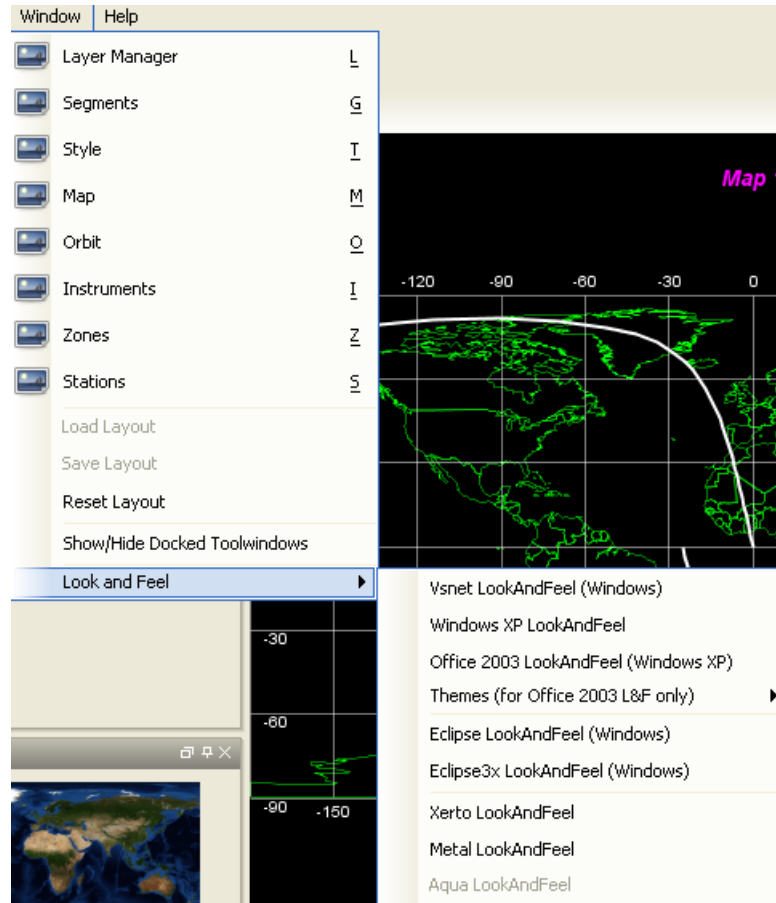 Window Help
Layer Manager L
Segments G
Style T
Map M
Orbit O
Instruments I
Zones Z
Stations S
Load Layout
Save Layout
Reset Layout
Show/Hide Docked Toolwindows
Look and Feel
Map
-120 -90 -60 -30 0
Vsnet LookAndFeel (Windows)
Windows XP LookAndFeel
Office 2003 LookAndFeel (Windows XP)
Themes (for Office 2003 L&F only)
Eclipse LookAndFeel (Windows)
Eclipse3x LookAndFeel (Windows)
Xerto LookAndFeel
Metal LookAndFeel
Aqua LookAndFeel
-30
-60
-90 -150